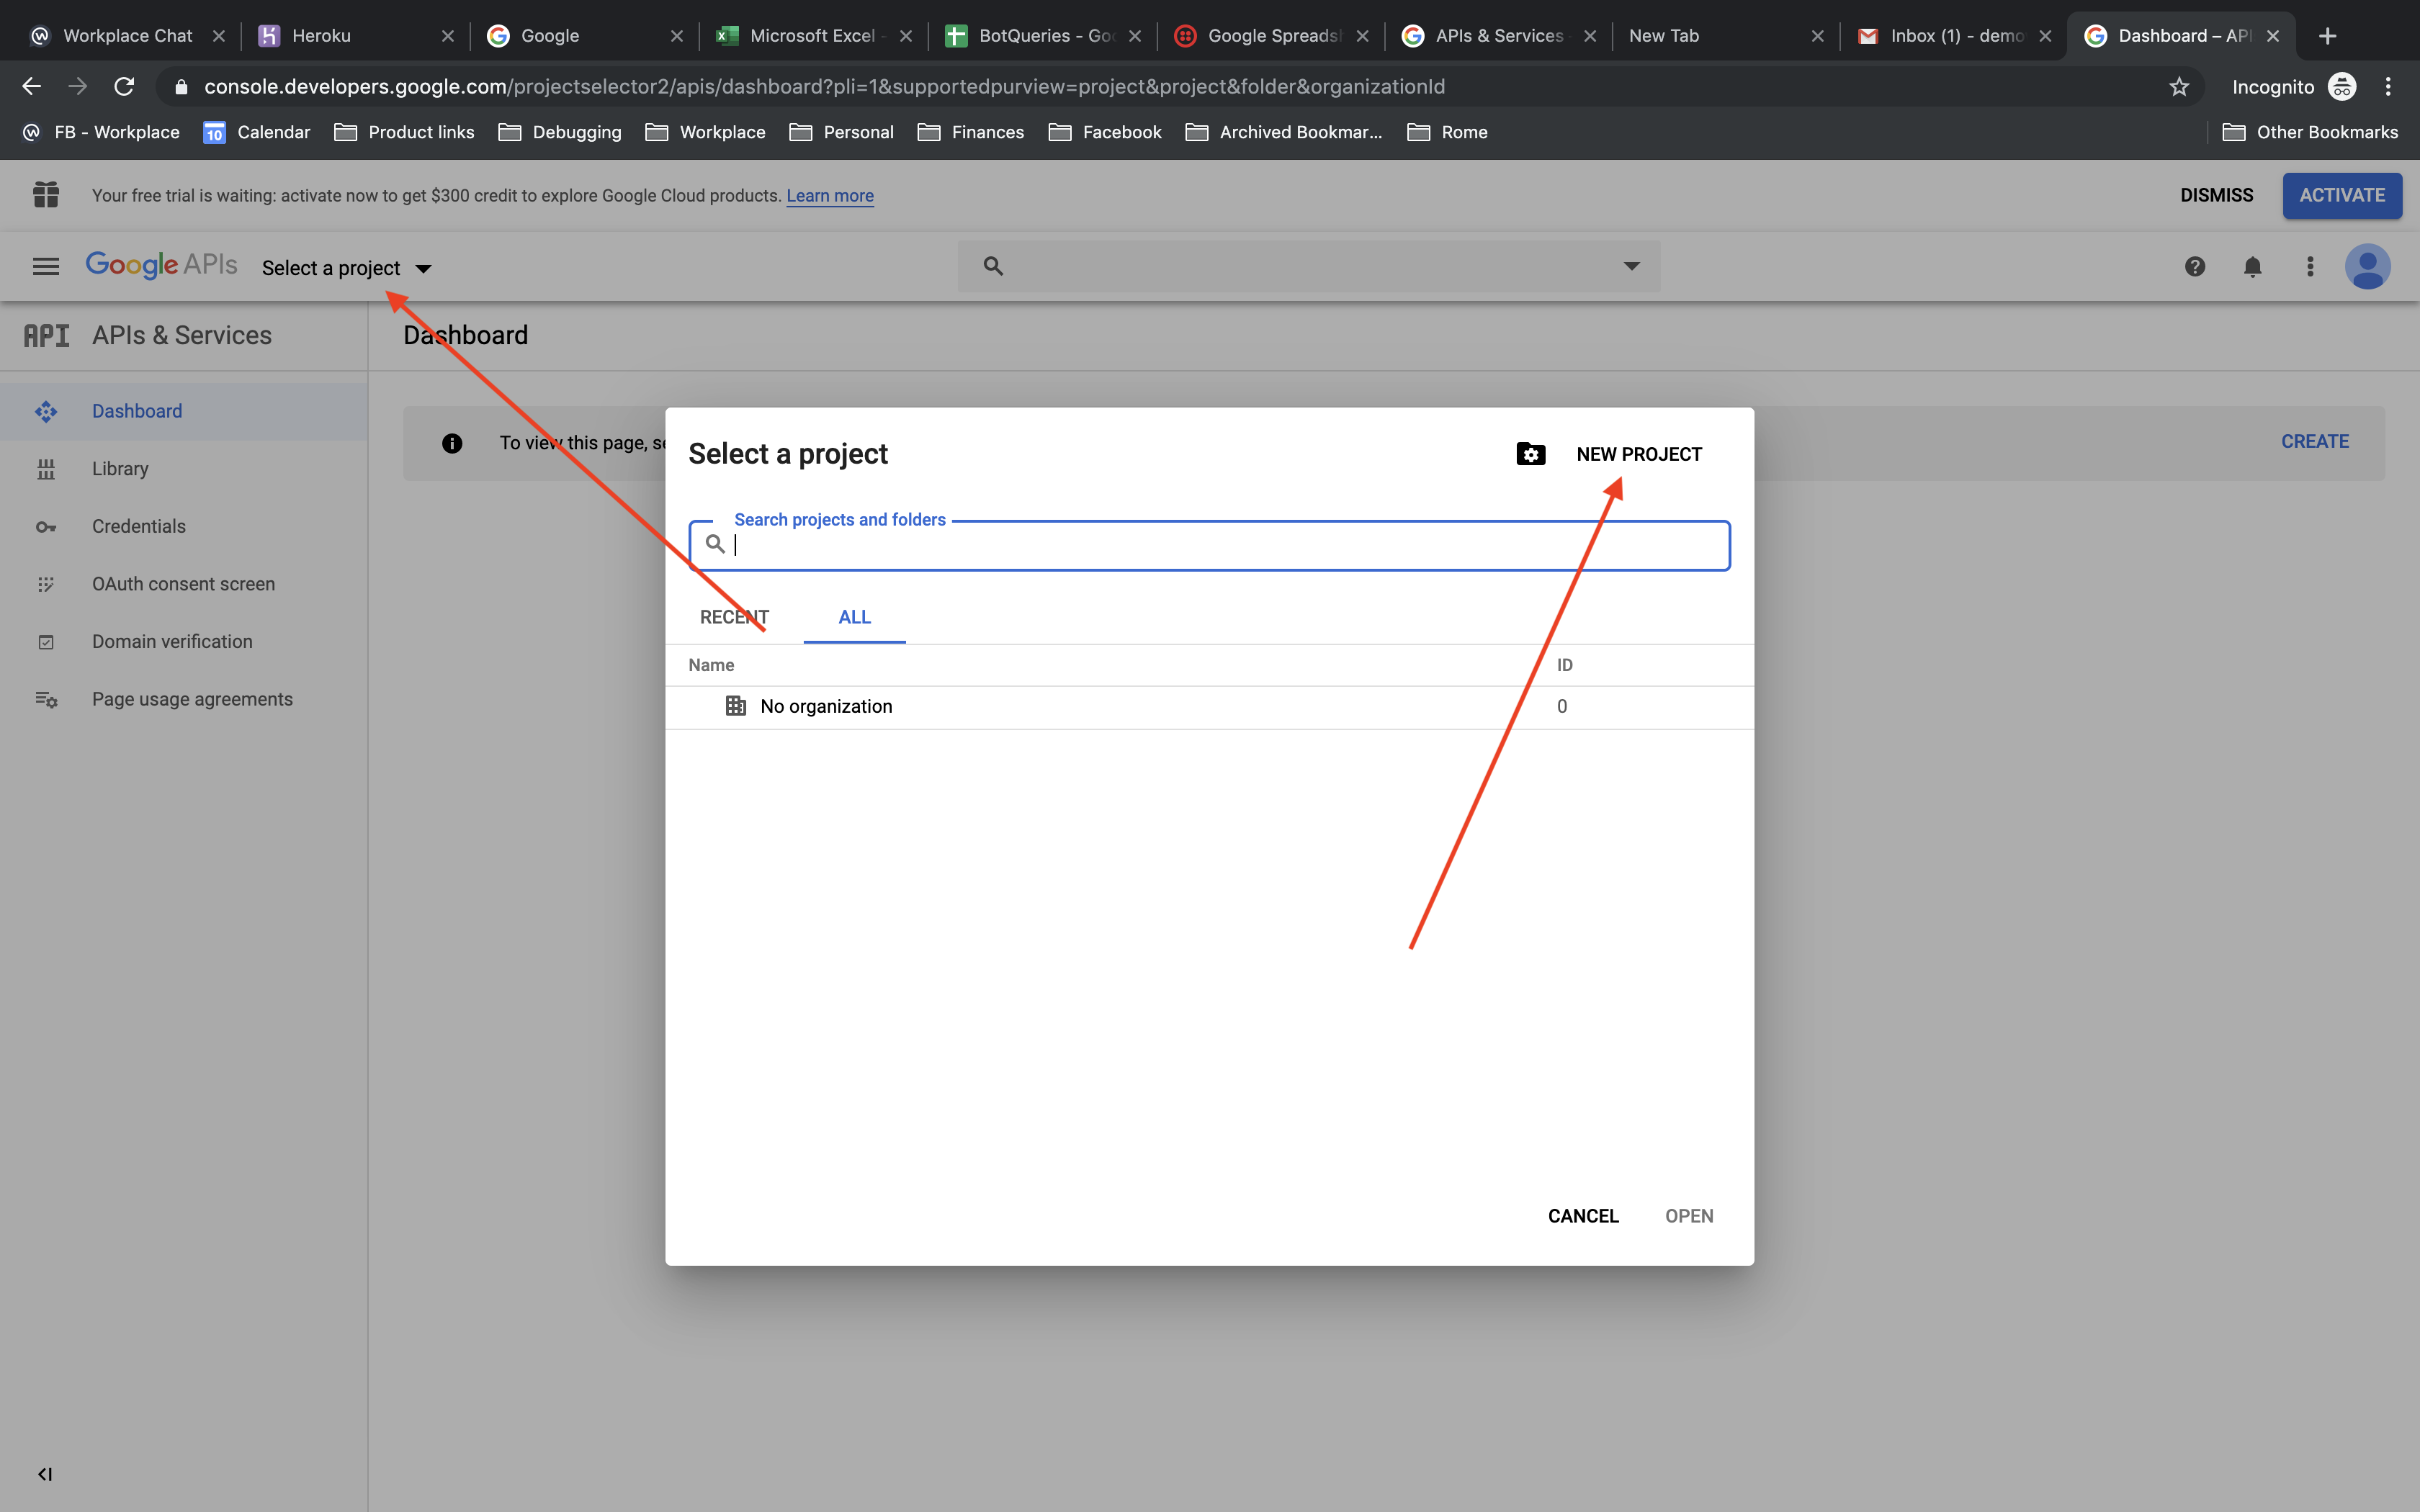 Workplace Chat
Heroku
Google
Microsoft Excel -
BotQueries - Goo
Google Spreadsh
APIs & Services -
New Tab
Inbox (1) - demo
Dashboard – API
console.developers.google.com/projectselector2/apis/dashboard?pli=1&supportedpurview=project&project&folder&organizationId
Incognito
FB - Workplace
10
Calendar
Product links
Debugging
Workplace
Personal
Finances
Facebook
Archived Bookmar...
Rome
Other Bookmarks
Your free trial is waiting: activate now to get $300 credit to explore Google Cloud products. Learn more
DISMISS
ACTIVATE
Google APIs
Select a project
API APIs & Services
Dashboard
Dashboard
Library
Credentials
OAuth consent screen
Domain verification
Page usage agreements
To view this page, se
CREATE
Select a project
NEW PROJECT
Search projects and folders
RECENT
ALL
Name
ID
No organization
0
CANCEL
OPEN